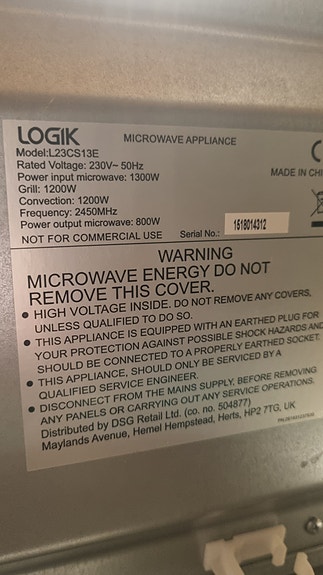 LOGIK MICROWAVE APPLIANCE
Model:L23CS13E
Rated Voltage: 230V~ 50Hz
Power input microwave: 1300W
Grill: 1200W
Convection: 1200W
Frequency: 2450MHz
Power output microwave: 800W
MADE IN CHI
NOT FOR COMMERCIAL USE Serial No.: 1518014312
WARNING
MICROWAVE ENERGY DO NOT
REMOVE THIS COVER.
● HIGH VOLTAGE INSIDE. DO NOT REMOVE ANY COVERS,
UNLESS QUALIFIED TO DO SO.
● THIS APPLIANCE IS EQUIPPED WITH AN EARTHED PLUG FOR
YOUR PROTECTION AGAINST POSSIBLE SHOCK HAZARDS AND
SHOULD BE CONNECTED TO A PROPERLY EARTHED SOCKET.
● THIS APPLIANCE, SHOULD ONLY BE SERVICED BY A
QUALIFIED SERVICE ENGINEER.
● DISCONNECT FROM THE MAINS SUPPLY, BEFORE REMOVING
ANY PANELS OR CARRYING OUT ANY SERVICE OPERATIONS.
Distributed by DSG Retail Ltd. (co. no. 504877)
Maylands Avenue, Hemel Hempstead, Herts, HP2 7TG, UK